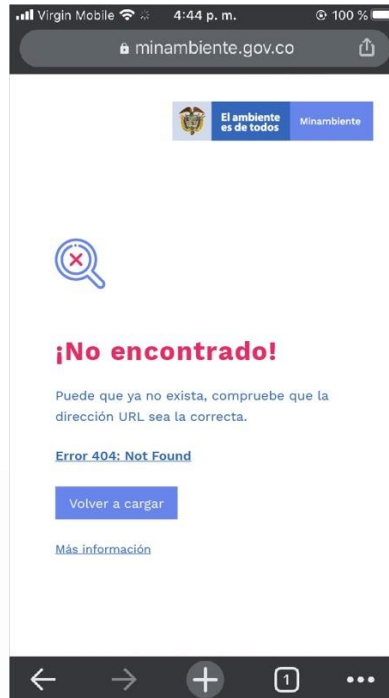 Virgin Mobile 4:44 p. m. 100 %
minambiente.gov.co
El ambiente
es de todos
Minambiente
¡No encontrado!
Puede que ya no exista, compruebe que la
dirección URL sea la correcta.
Error 404: Not Found
Volver a cargar
Más información
1